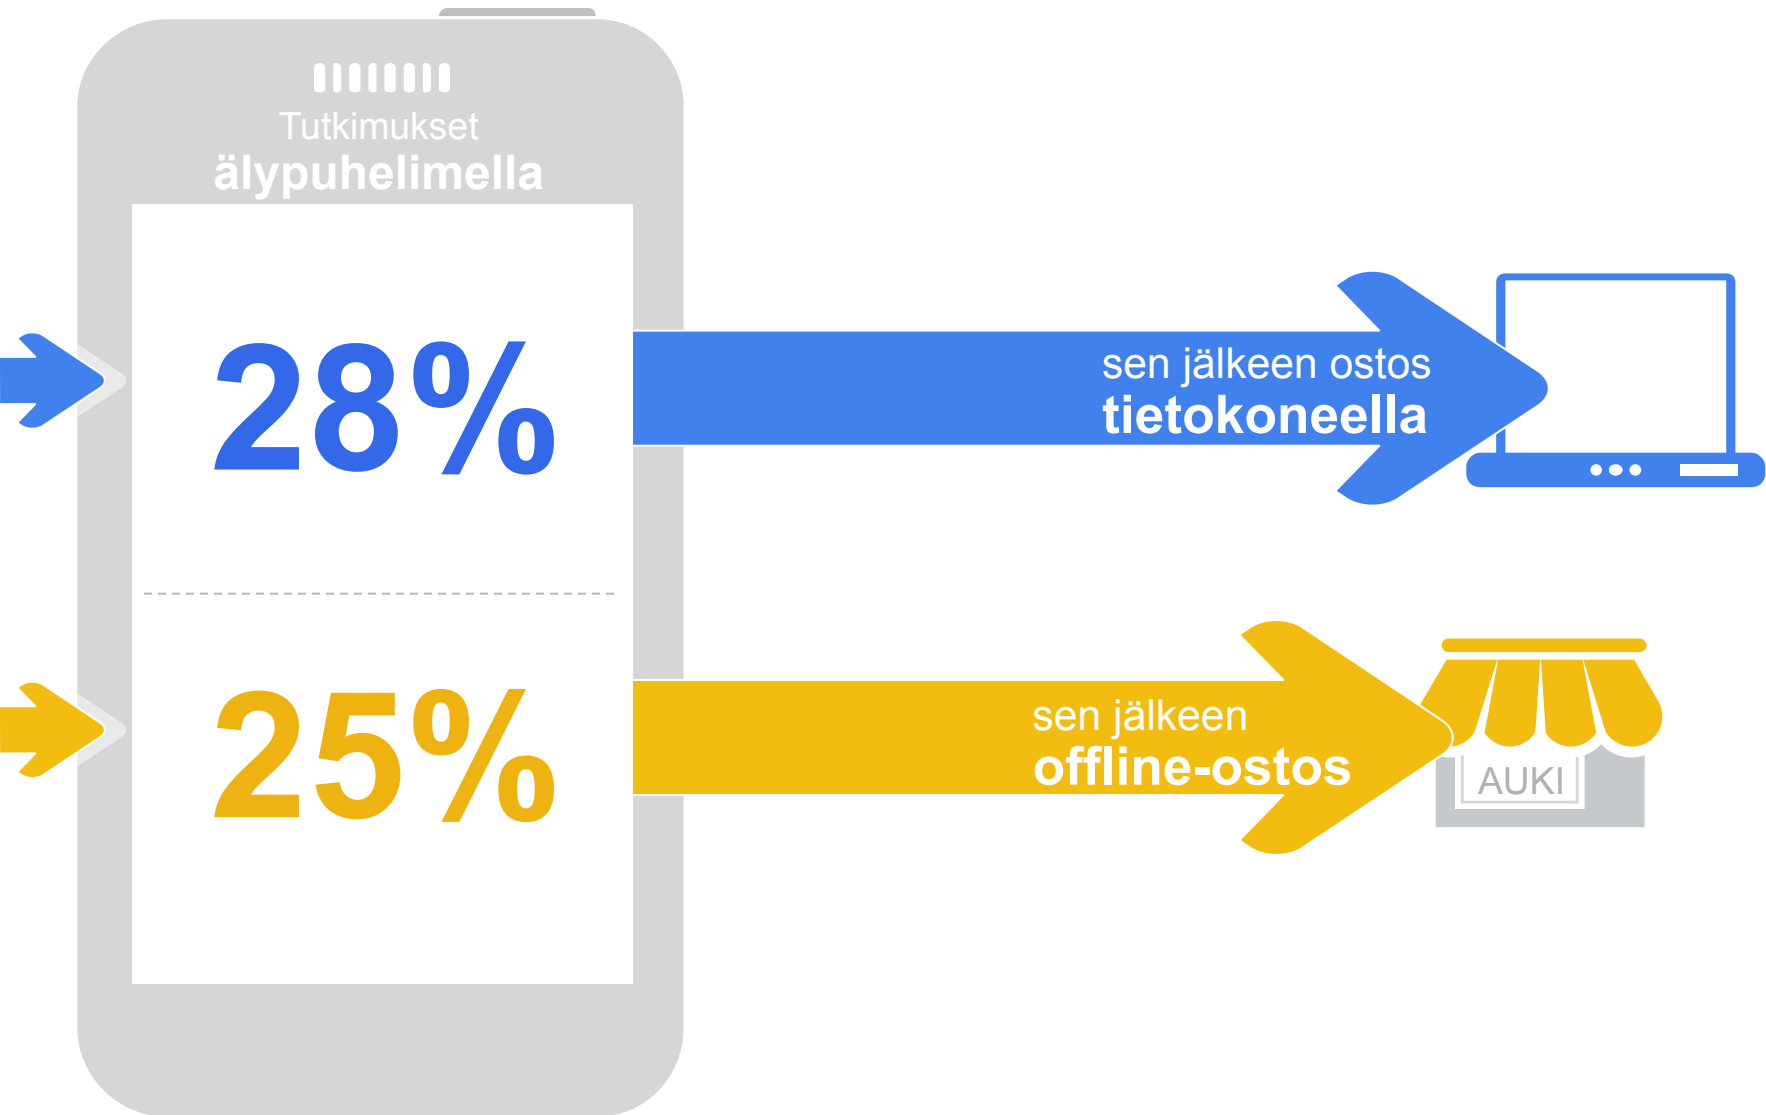 Tutkimukset
älypuhelimella
28%
sen jälkeen ostos
tietokoneella
25%
sen jälkeen
offline-ostos
AUKI